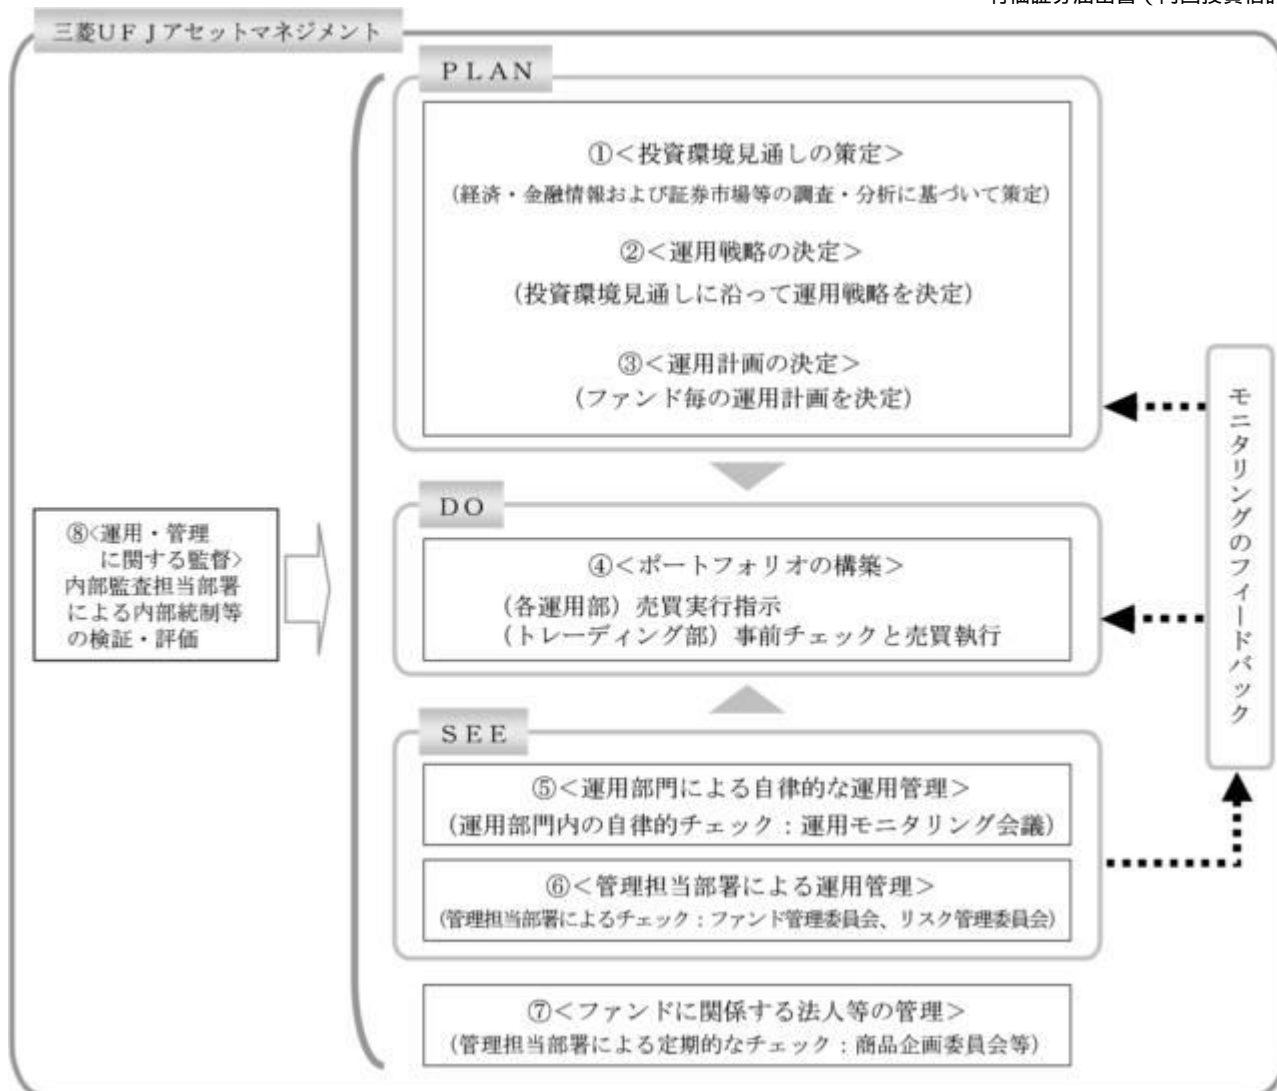 三菱ＵＦＪアセットマネジメント
ＰＬＡＮ
①＜投資環境見通しの策定＞
（経済・金融情報および証券市場等の調査・分析に基づいて策定）
②＜運用戦略の決定＞
（投資環境見通しに沿って運用戦略を決定）
③＜運用計画の決定＞
（ファンド毎の運用計画を決定）
ＤＯ
④＜ポートフォリオの構築＞
（各運用部）売買実行指示
（トレーディング部）事前チェックと売買執行
ＳＥＥ
⑤＜運用部門による自律的な運用管理＞
（運用部門内の自律的チェック：運用モニタリング会議）
⑥＜管理担当部署による運用管理＞
（管理担当部署によるチェック：ファンド管理委員会、リスク管理委員会）
⑦＜ファンドに関係する法人等の管理＞
（管理担当部署による定期的なチェック：商品企画委員会等）
⑧<運用・管理
に関する監督>
内部監査担当部署
による内部統制等
の検証・評価
モニタリングのフィードバック